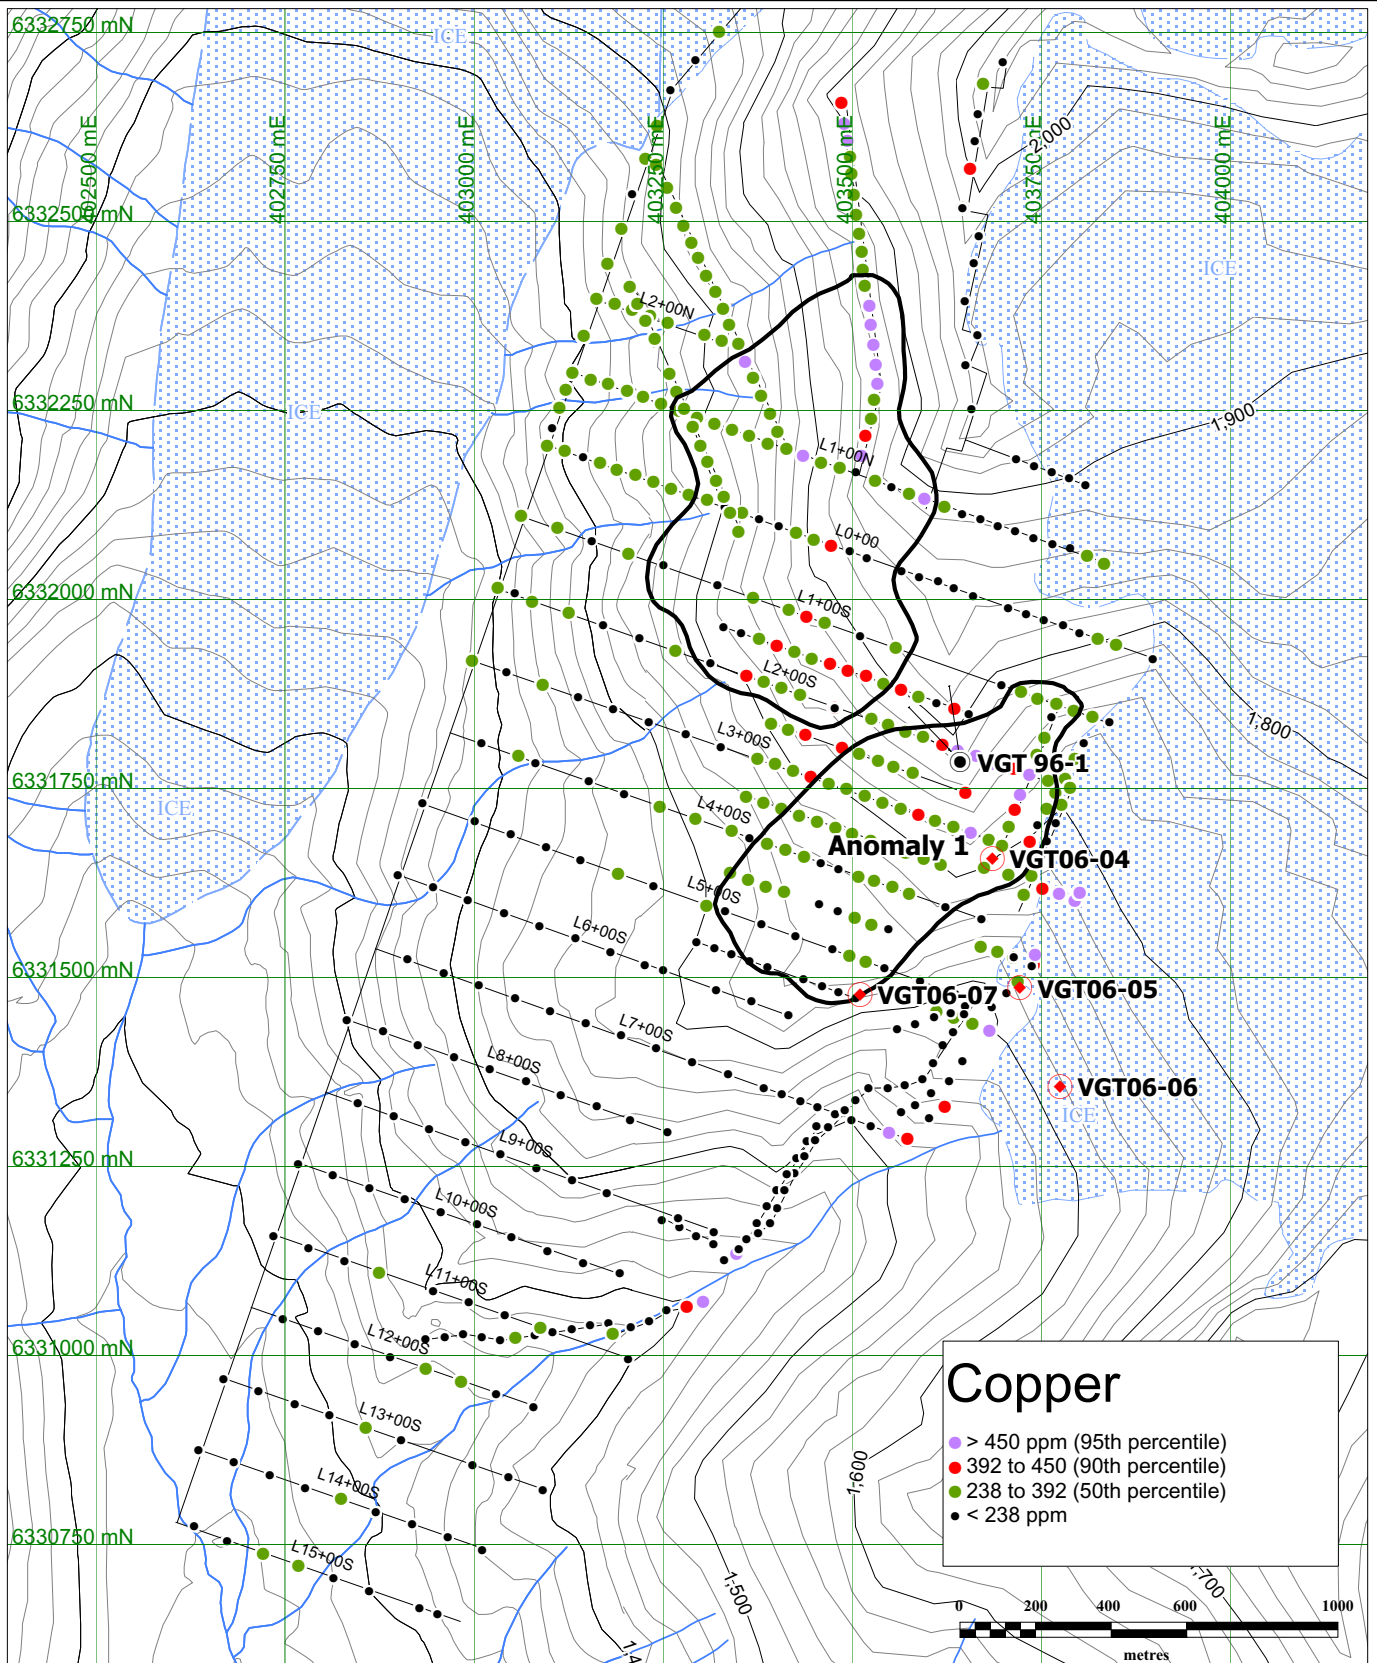 6332750 mN
ICE
402500 mE
402750 mE
403000 mE
403250 mE
403500 mE
403750 mE
404000 mE
2,000
6332500 mN
ICE
L2+00N
6332250 mN
ICE
1,900
L1+00N
L0+00
6332000 mN
L1+00S
L2+00S
1,800
L3+00S
VGT 96-1
6331750 mN
ICE
L4+00S
Anomaly 1
VGT06-04
L5+00S
L6+00S
6331500 mN
VGT06-07
VGT06-05
L7+00S
L8+00S
VGT06-06
ICE
6331250 mN
L9+00S
L10+00S
L11+00S
6331000 mN
L12+00S
L13+00S
L14+00S
6330750 mN
L15+00S
1,600
1,500
1,4
,700
Copper
> 450 ppm (95th percentile)
392 to 450 (90th percentile)
238 to 392 (50th percentile)
< 238 ppm
0 200 400 600 1000
metres